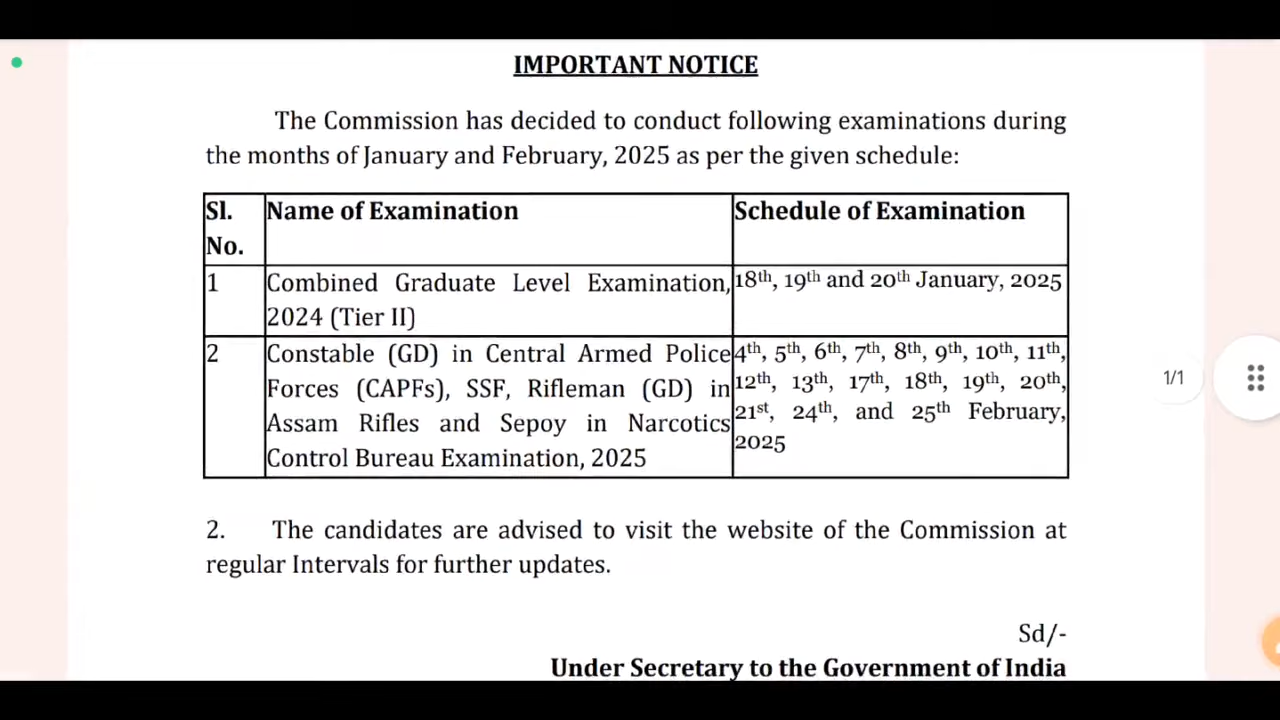 IMPORTANT NOTICE
The Commission has decided to conduct following examinations during
the months of January and February, 2025 as per the given schedule:
Sl. No.
Name of Examination
Schedule of Examination
1
Combined Graduate Level Examination,
2024 (Tier II)
18th, 19th and 20th January, 2025
2
Constable (GD) in Central Armed Police
Forces (CAPFs), SSF, Rifleman (GD) in
Assam Rifles and Sepoy in Narcotics
Control Bureau Examination, 2025
4th, 5th, 6th, 7th, 8th, 9th, 10th, 11th,
12th, 13th, 17th, 18th, 19th, 20th,
21st, 24th, and 25th February,
2025
2. The candidates are advised to visit the website of the Commission at
regular Intervals for further updates.
Sd/-
Under Secretary to the Government of India
1/1